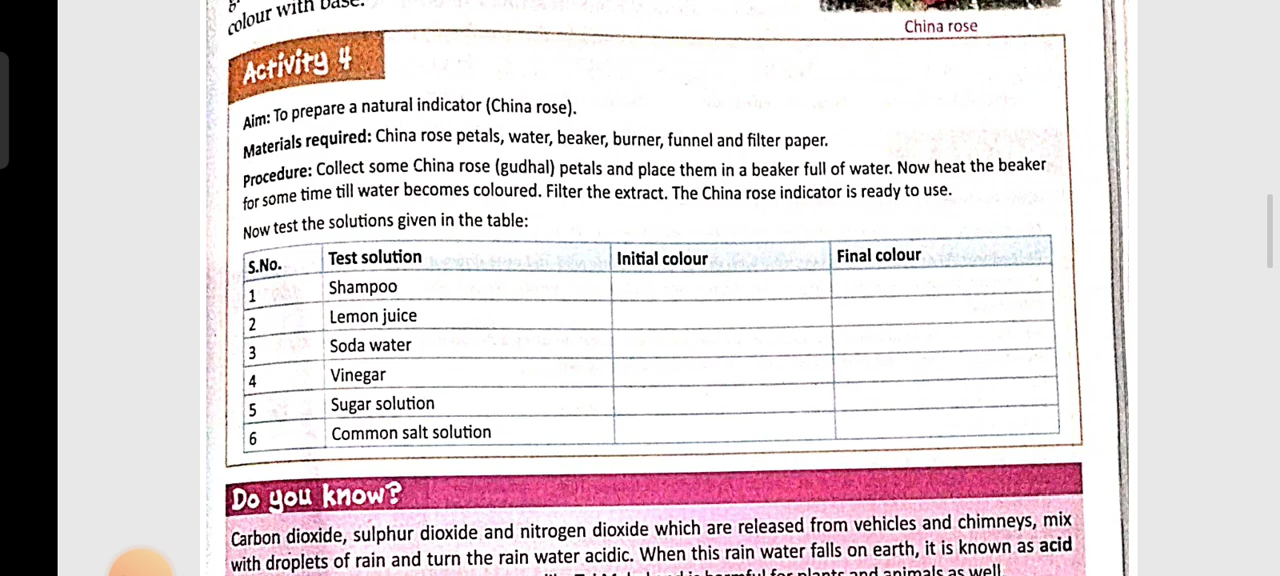 colour with base.
China rose
Activity 4
Aim: To prepare a natural indicator (China rose).
Materials required: China rose petals, water, beaker, burner, funnel and filter paper.
Procedure: Collect some China rose (gudhal) petals and place them in a beaker full of water. Now heat the beaker
for some time till water becomes coloured. Filter the extract. The China rose indicator is ready to use.
Now test the solutions given in the table:
S.No. Test solution Initial colour Final colour
1 Shampoo
2 Lemon juice
3 Soda water
4 Vinegar
5 Sugar solution
6 Common salt solution
Do you know?
Carbon dioxide, sulphur dioxide and nitrogen dioxide which are released from vehicles and chimneys, mix
with droplets of rain and turn the rain water acidic. When this rain water falls on earth, it is known as acid
for plants and animals as well